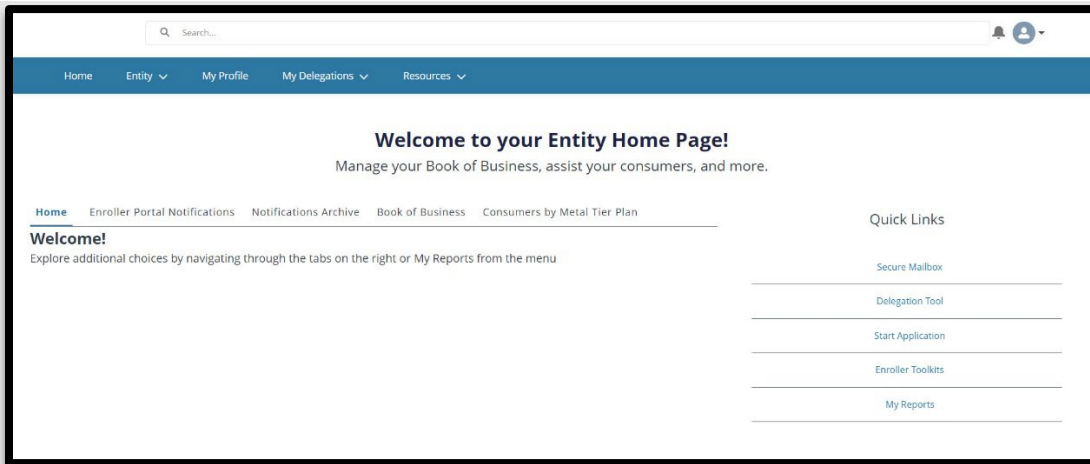 Search...
Home Entity My Profile My Delegations Resources
Welcome to your Entity Home Page!
Manage your Book of Business, assist your consumers, and more.
Home Enroller Portal Notifications Notifications Archive Book of Business Consumers by Metal Tier Plan
Welcome!
Explore additional choices by navigating through the tabs on the right or My Reports from the menu
Quick Links
Secure Mailbox
Delegation Tool
Start Application
Enroller Toolkits
My Reports